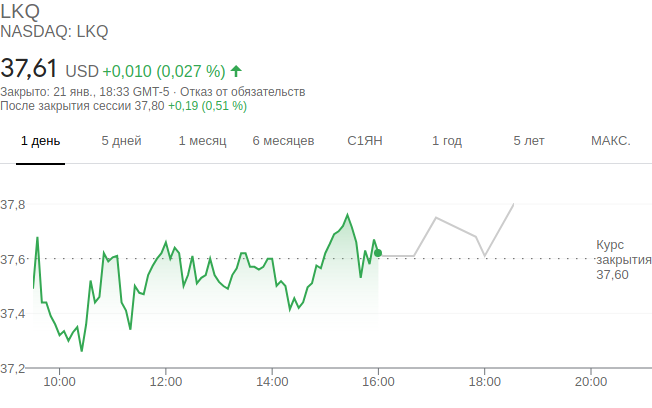 LKQ
NASDAQ: LKQ
37,61 USD +0,010 (0,027 %)
Закрыто: 21 янв., 18:33 GMT-5 · Отказ от обязательств
После закрытия сессии 37,80 +0,19 (0,51 %)
1 день 5 дней 1 месяц 6 месяцев С1ЯН 1 год 5 лет МАКС.
37,8
37,6
37,4
37,2
Курс
закрытия
37,60
10:00 12:00 14:00 16:00 18:00 20:00